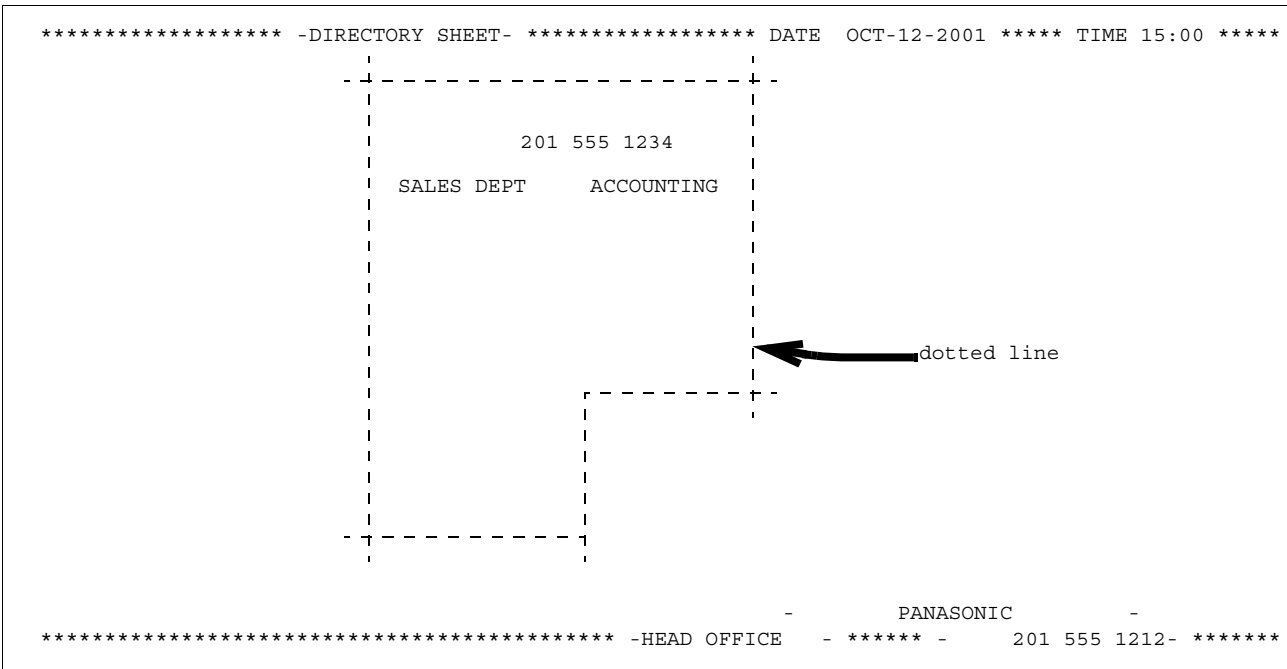 ******************* -DIRECTORY SHEET- ****************** DATE  OCT-12-2001 ***** TIME 15:00 *****
201 555 1234
SALES DEPT     ACCOUNTING
dotted line
-        PANASONIC         -
********************************************* -HEAD OFFICE   - ****** -     201 555 1212- *******